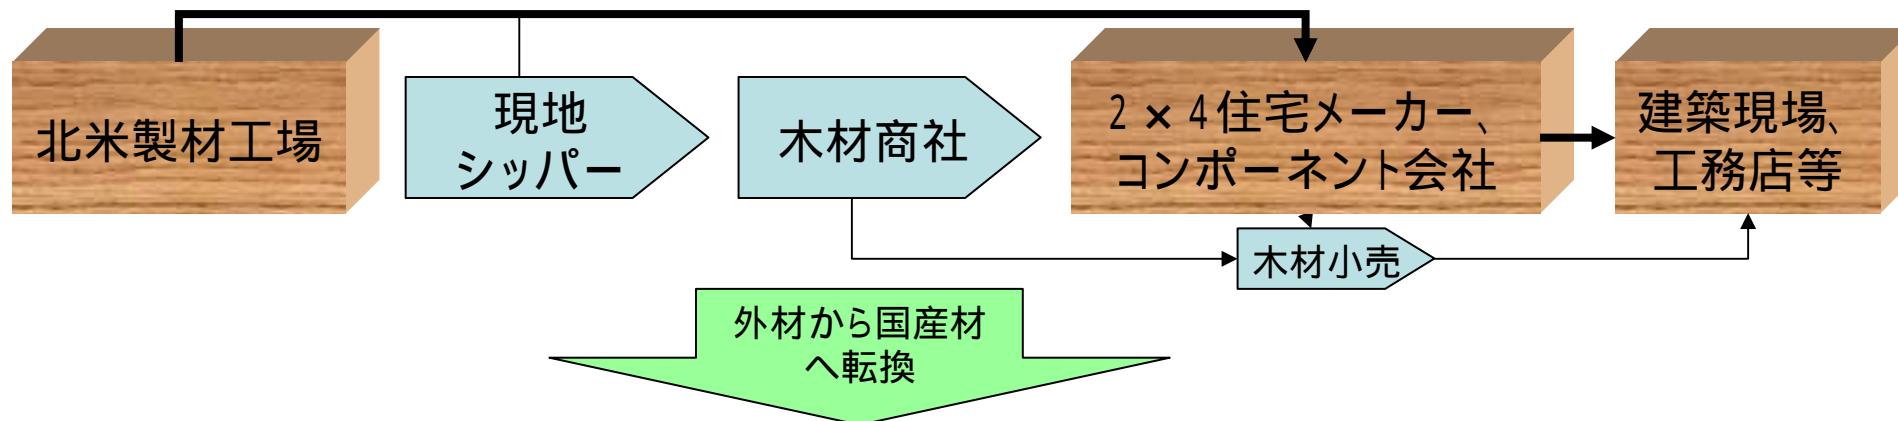 北米製材工場
現地
シッパー
木材商社
2×4住宅メーカー、
コンポーネント会社
建築現場、
工務店等
木材小売
外材から国産材
へ転換